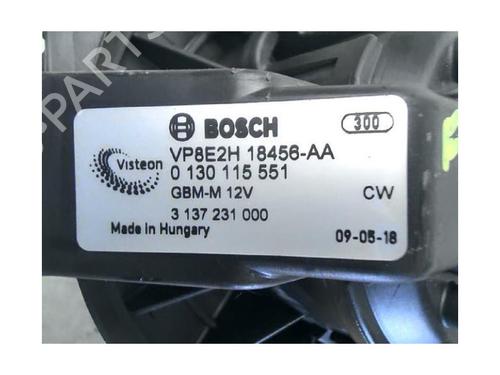 BOSCH
300
Visteon
VP8E2H 18456-AA
0 130 115 551
GBM-M 12V
CW
3 137 231 000
Made in Hungary
09-05-18